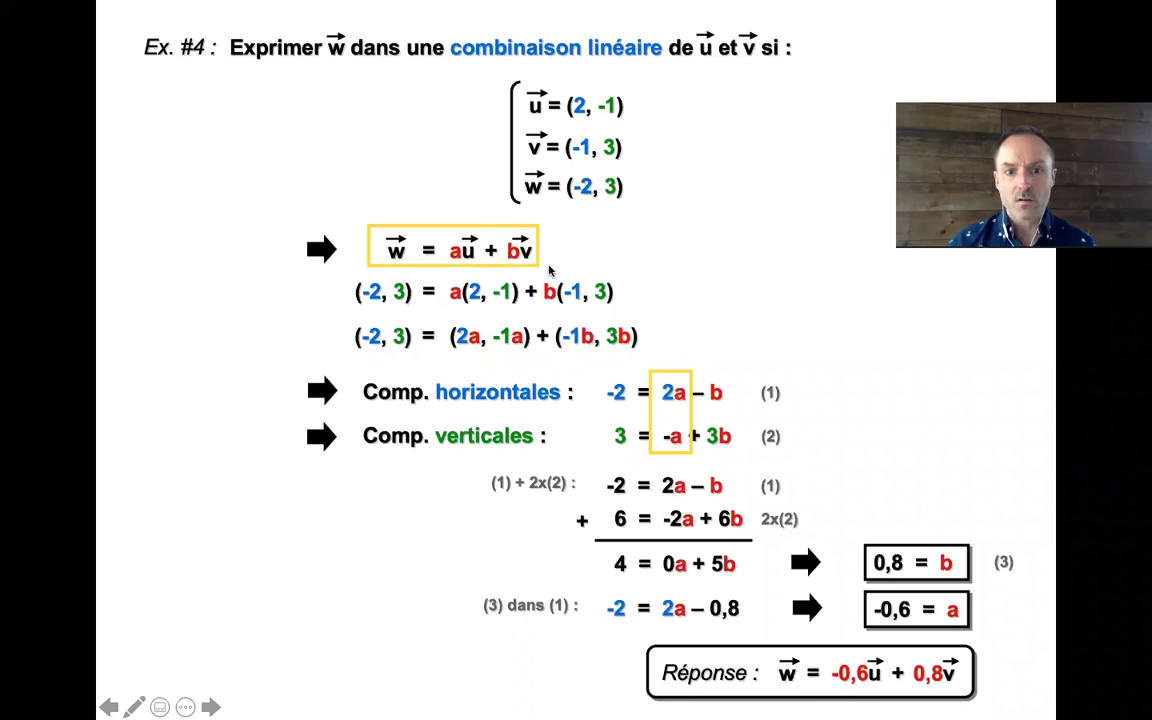 Ex. #4 : Exprimer w dans une combinaison linéaire de u et v si :
u = (2, -1)
v = (-1, 3)
w = (-2, 3)
w = au + bv
(-2, 3) = a(2, -1) + b(-1, 3)
(-2, 3) = (2a, -1a) + (-1b, 3b)
Comp. horizontales : -2 = 2a – b (1)
Comp. verticales : 3 = -a + 3b (2)
(1) + 2x(2) : -2 = 2a – b (1)
+ 6 = -2a + 6b 2x(2)
4 = 0a + 5b 0,8 = b (3)
(3) dans (1) : -2 = 2a – 0,8 -0,6 = a
Réponse : w = -0,6u + 0,8v